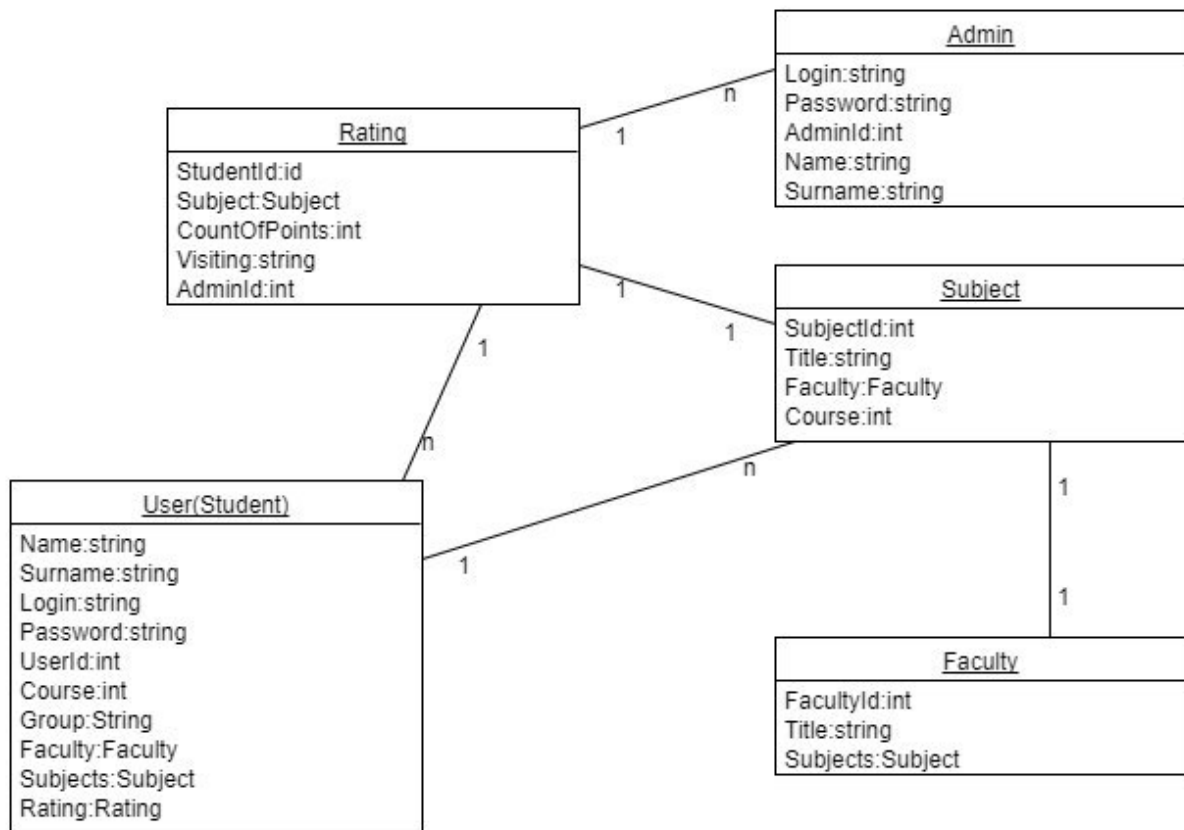 Admin
Login:string
Password:string
AdminId:int
Name:string
Surname:string
n
1
Rating
StudentId:id
Subject:Subject
CountOfPoints:int
Visiting:string
AdminId:int
1
1
Subject
SubjectId:int
Title:string
Faculty:Faculty
Course:int
1
n
n
1
User(Student)
Name:string
Surname:string
Login:string
Password:string
UserId:int
Course:int
Group:String
Faculty:Faculty
Subjects:Subject
Rating:Rating
1
1
Faculty
FacultyId:int
Title:string
Subjects:Subject